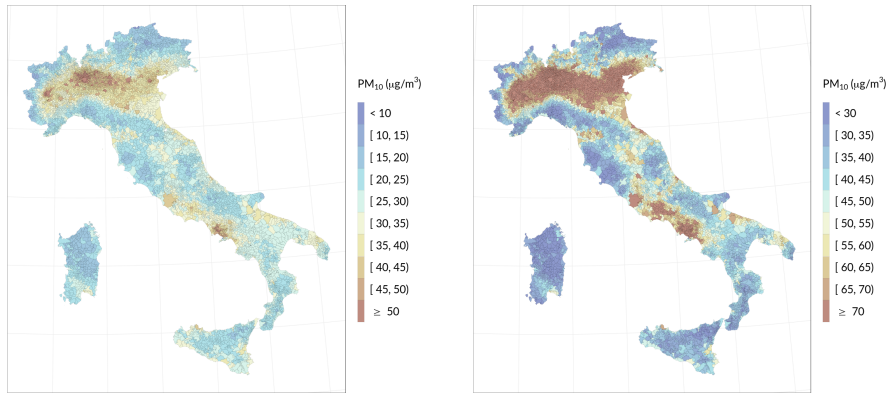 PM10 (μg/m3)
< 10
[ 10, 15)
[ 15, 20)
[ 20, 25)
[ 25, 30)
[ 30, 35)
[ 35, 40)
[ 40, 45)
[ 45, 50)
≥ 50
PM10 (μg/m3)
< 30
[ 30, 35)
[ 35, 40)
[ 40, 45)
[ 45, 50)
[ 50, 55)
[ 55, 60)
[ 60, 65)
[ 65, 70)
≥ 70